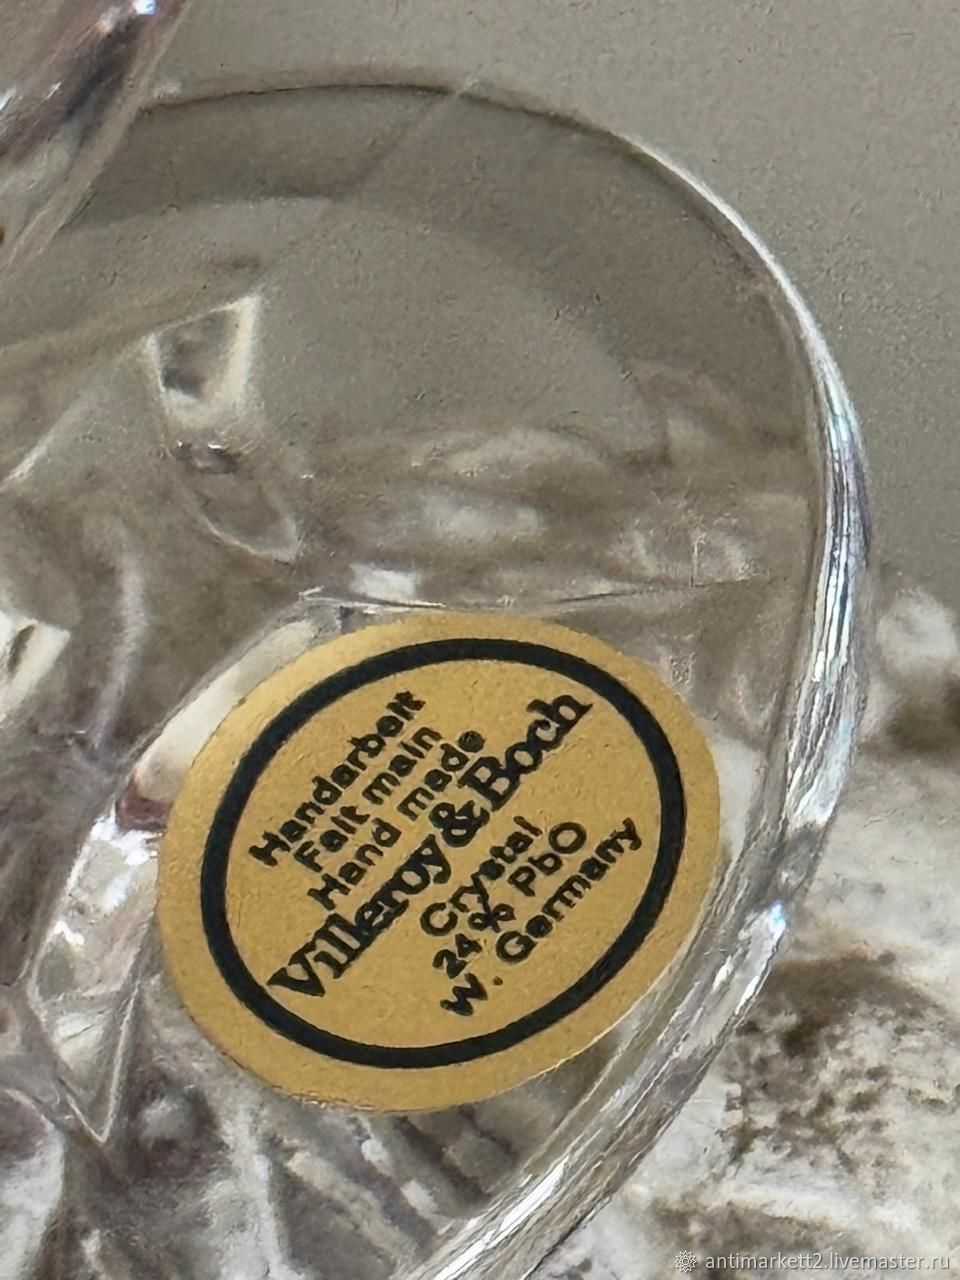 Handarbeit
Fait main
Hand made
Villeroy & Boch
Crystal
24% PbO
W. Germany
antimarkett2.livemaster.ru